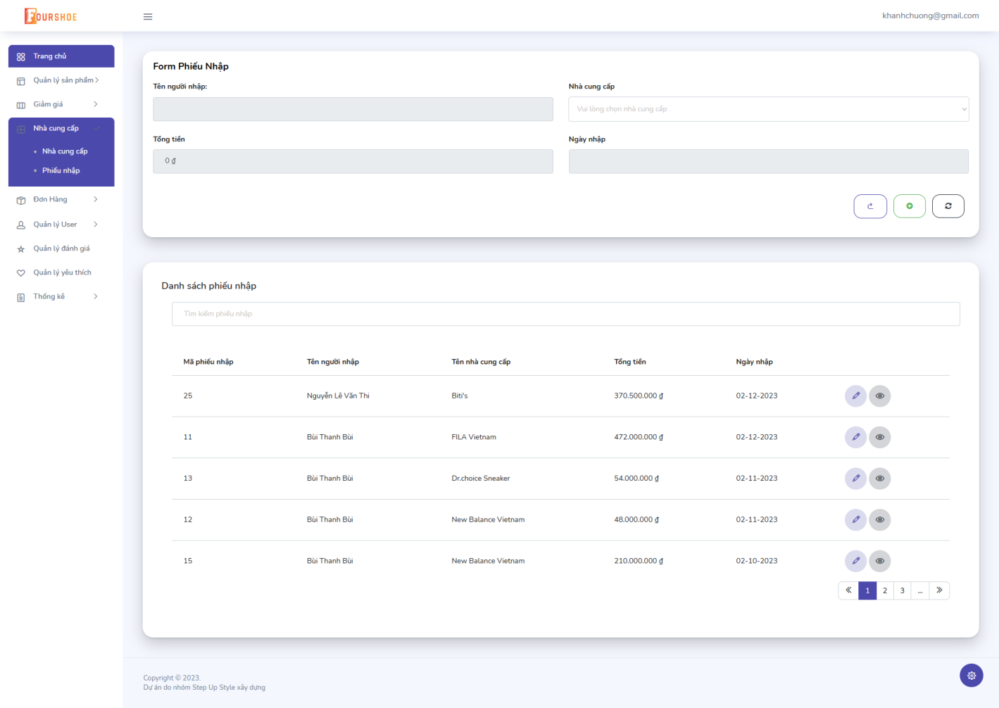 FOURSHOE
khanhchuong@gmail.com
Trang chủ
Quản lý sản phẩm
Giảm giá
Nhà cung cấp
Nhà cung cấp
Phiếu nhập
Đơn Hàng
Quản lý User
Quản lý đánh giá
Quản lý yêu thích
Thống kê
Form Phiếu Nhập
Tên người nhập:
Nhà cung cấp
Vui lòng chọn nhà cung cấp
Tổng tiền
Ngày nhập
0 ₫
Danh sách phiếu nhập
Tìm kiếm phiếu nhập
Mã phiếu nhập Tên người nhập Tên nhà cung cấp Tổng tiền Ngày nhập
25 Nguyễn Lê Văn Thi Biti's 370.500.000 ₫ 02-12-2023
11 Bùi Thanh Bùi FILA Vietnam 472.000.000 ₫ 02-12-2023
13 Bùi Thanh Bùi Dr.choice Sneaker 54.000.000 ₫ 02-11-2023
12 Bùi Thanh Bùi New Balance Vietnam 48.000.000 ₫ 02-11-2023
15 Bùi Thanh Bùi New Balance Vietnam 210.000.000 ₫ 02-10-2023
« 1 2 3 ... »
Copyright © 2023.
Dự án do nhóm Step Up Style xây dựng